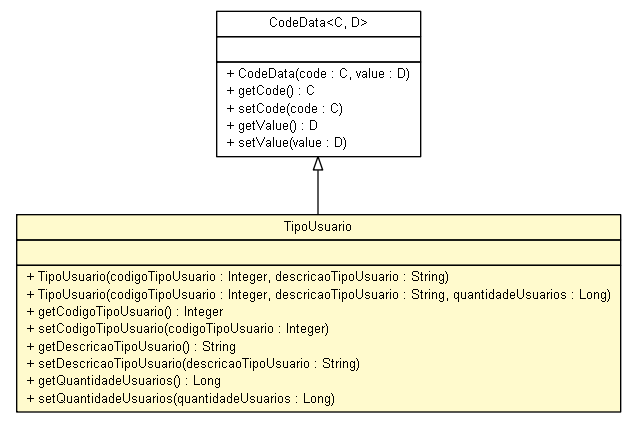 CodeData<C, D>
+ CodeData(code : C, value : D)
+ getCode() : C
+ setCode(code : C)
+ getValue() : D
+ setValue(value : D)
TipoUsuario
+ TipoUsuario(codigoTipoUsuario : Integer, descricaoTipoUsuario : String)
+ TipoUsuario(codigoTipoUsuario : Integer, descricaoTipoUsuario : String, quantidadeUsuarios : Long)
+ getCodigoTipoUsuario() : Integer
+ setCodigoTipoUsuario(codigoTipoUsuario : Integer)
+ getDescricaoTipoUsuario() : String
+ setDescricaoTipoUsuario(descricaoTipoUsuario : String)
+ getQuantidadeUsuarios() : Long
+ setQuantidadeUsuarios(quantidadeUsuarios : Long)